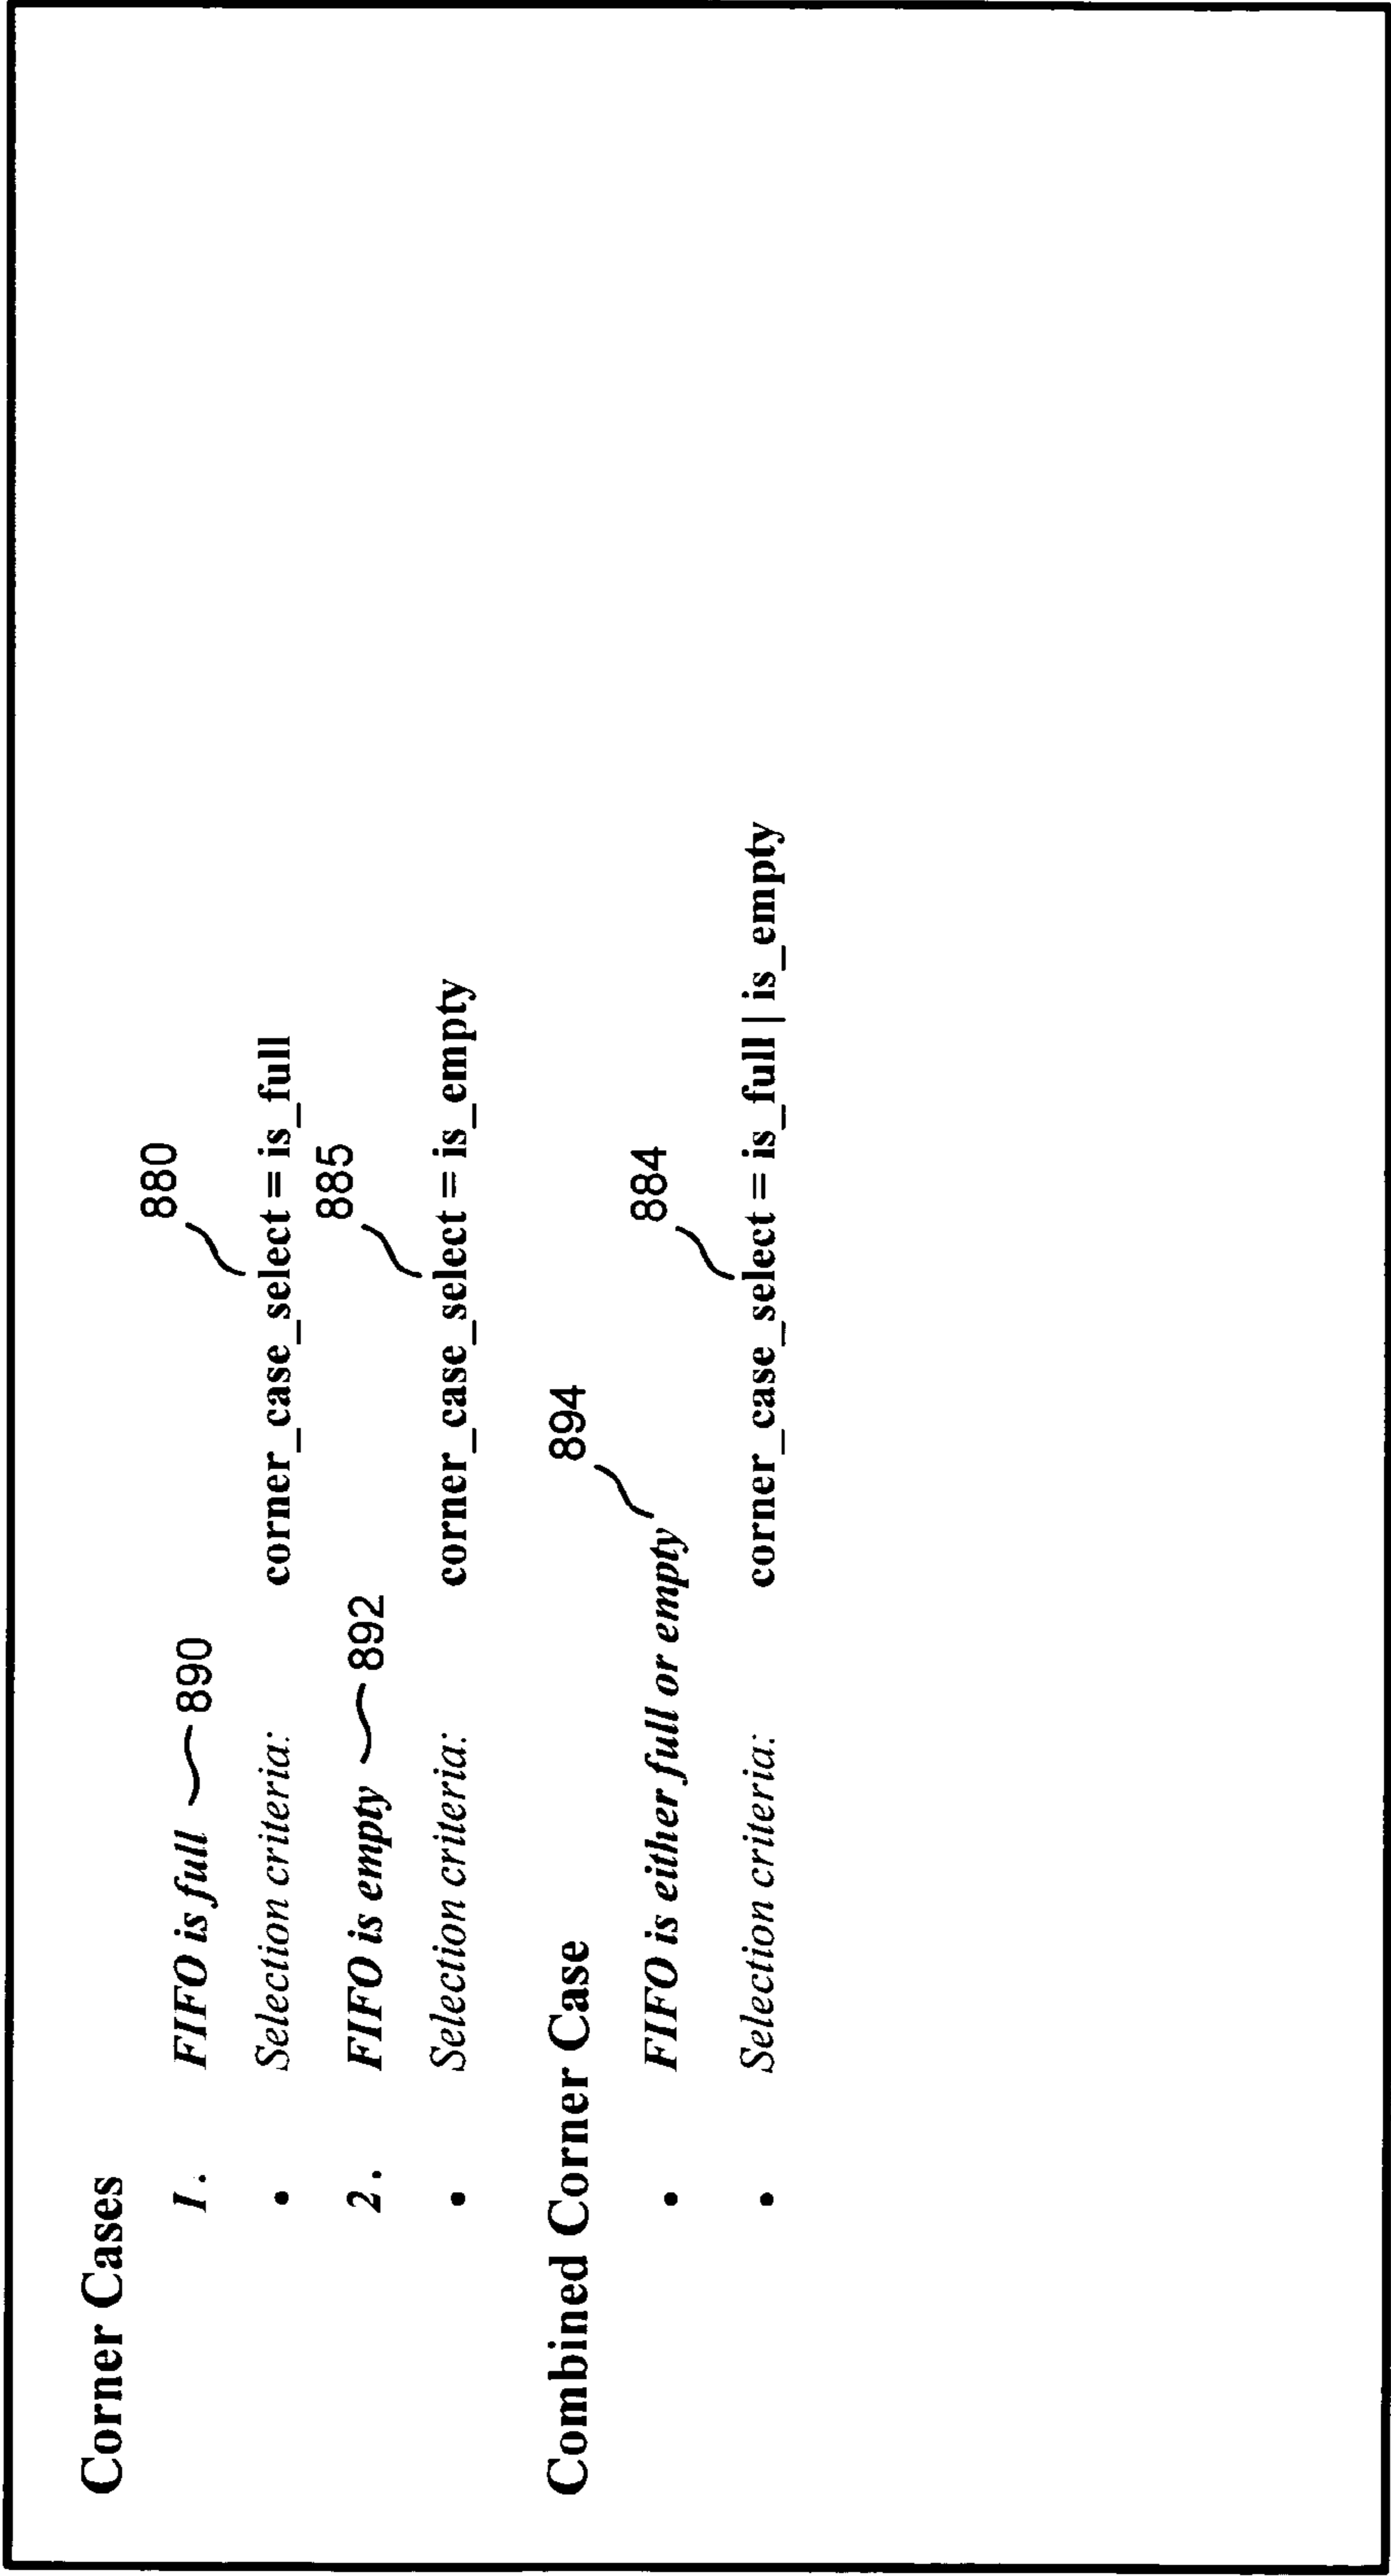 Corner Cases
1. FIFO is full 890
880
• Selection criteria: corner_case_select = is_full
2. FIFO is empty 892
885
• Selection criteria: corner_case_select = is_empty
Combined Corner Case
894
• FIFO is either full or empty
884
• Selection criteria: corner_case_select = is_full | is_empty